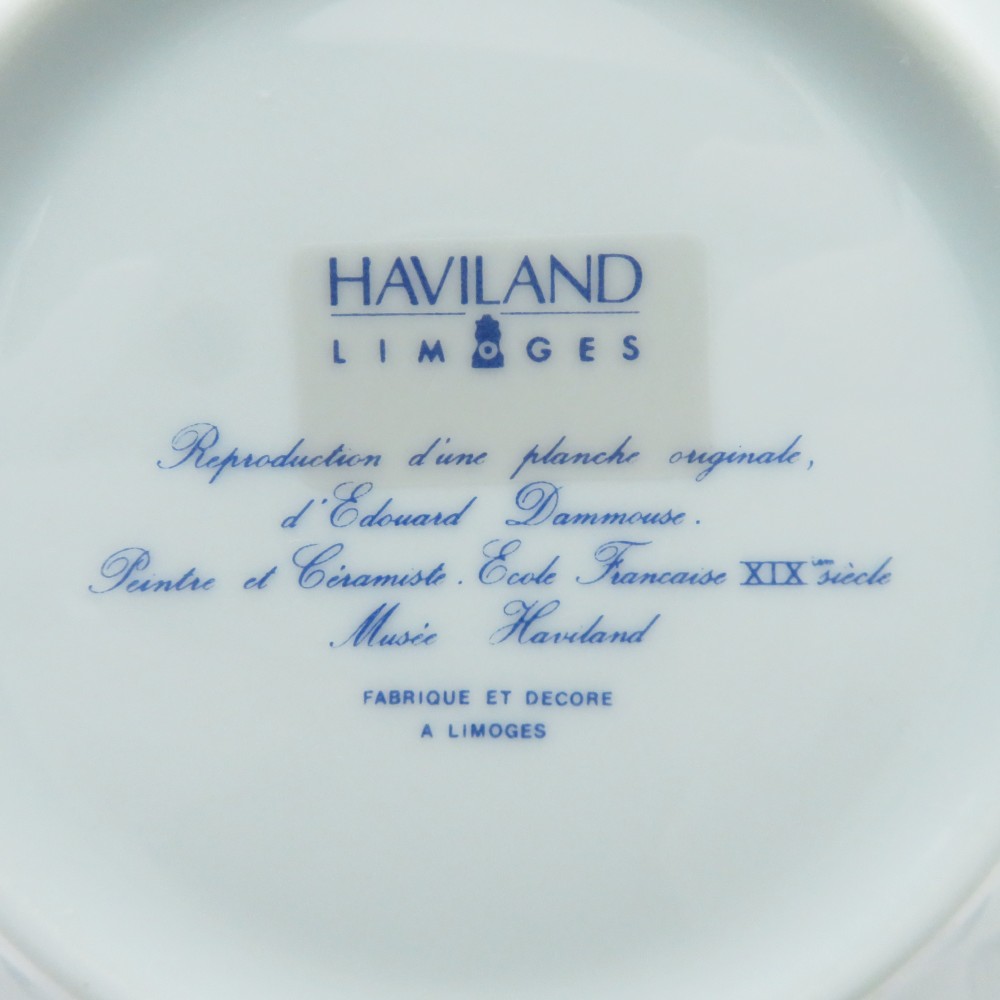 HAVILAND
LIMOGES
Reproduction d'une planche originale,
d'Edouard Dammouse.
Peintre et Céramiste. Ecole Francaise XIXᵉᵐ siècle
Musée Haviland
FABRIQUE ET DECORE
A LIMOGES